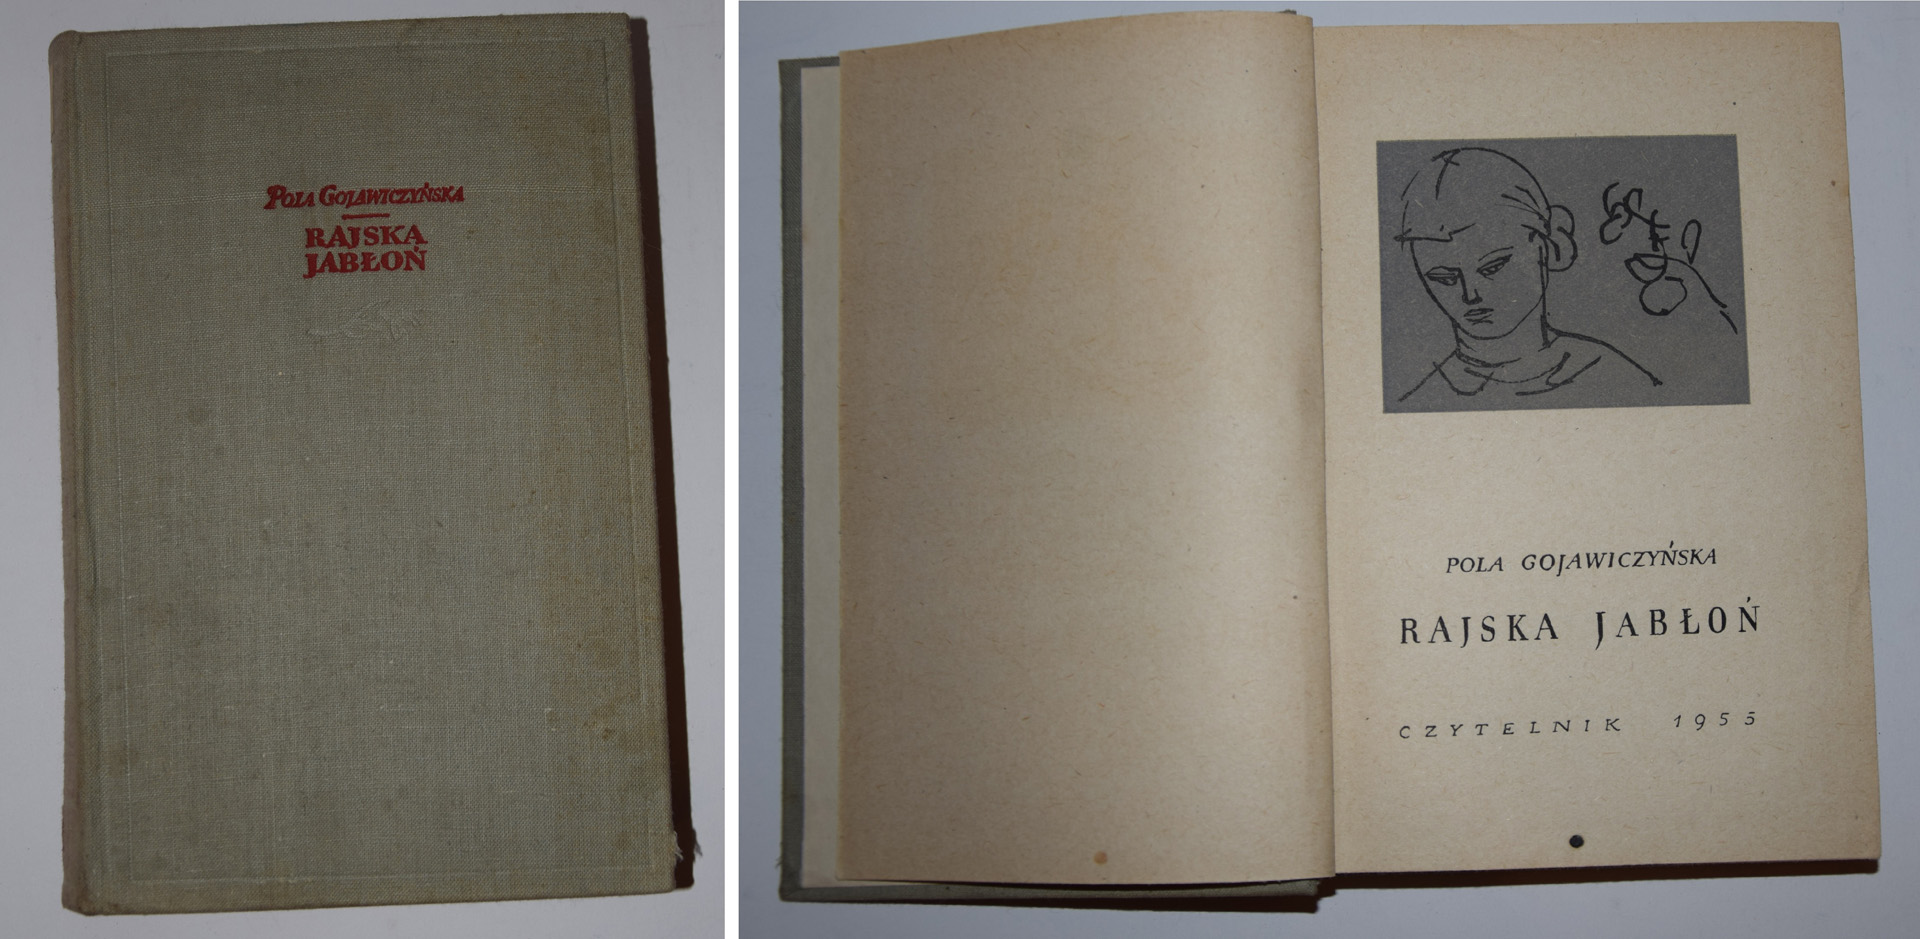 POLA GOJAWICZYŃSKA
RAJSKA
JABŁOŃ
POLA GOJAWICZYŃSKA
RAJSKA JABŁOŃ
CZYTELNIK 1955